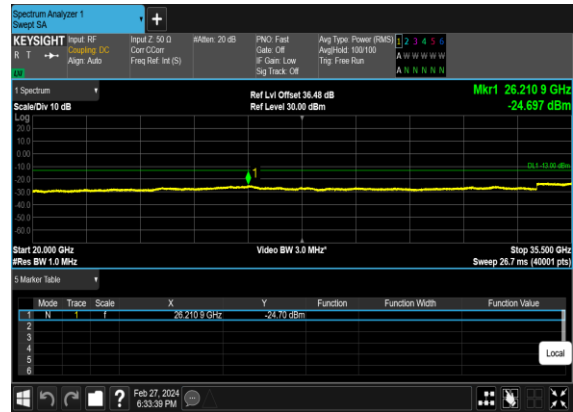 Spectrum Analyzer 1
Swept SA
+
KEYSIGHT Input: RF Input Z: 50 Ω #Atten: 20 dB PNO: Fast Avg Type: Power (RMS) 1 2 3 4 5 6
R T Coupling: DC Corr CCorr Gate: Off Avg|Hold: 100/100 A W W W W W
Align: Auto Freq Ref: Int (S) IF Gain: Low Trig: Free Run
LW Sig Track: Off A N N N N N
1 Spectrum Ref Lvl Offset 36.48 dB Mkr1 26.210 9 GHz
Scale/Div 10 dB Ref Level 30.00 dBm -24.697 dBm
Log
20.0
10.0
0.00
-10.0 1 DL1 -13.00 dBm
-20.0
-30.0
-40.0
-50.0
-60.0
Start 20.000 GHz Video BW 3.0 MHz* Stop 35.500 GHz
#Res BW 1.0 MHz Sweep 26.7 ms (40001 pts)
5 Marker Table
Mode Trace Scale X Y Function Function Width Function Value
1 N 1 f 26.210 9 GHz -24.70 dBm
2
3
4
5
6
Local
? Feb 27, 2024
6:33:39 PM